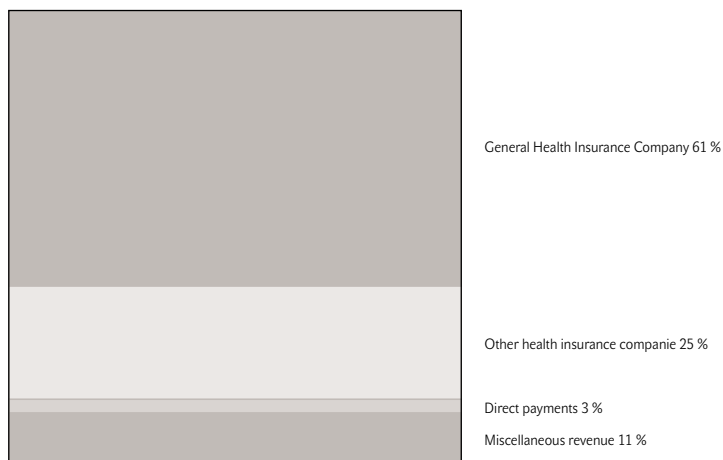 General Health Insurance Company 61 %
Other health insurance companie 25 %
Direct payments 3 %
Miscellaneous revenue 11 %